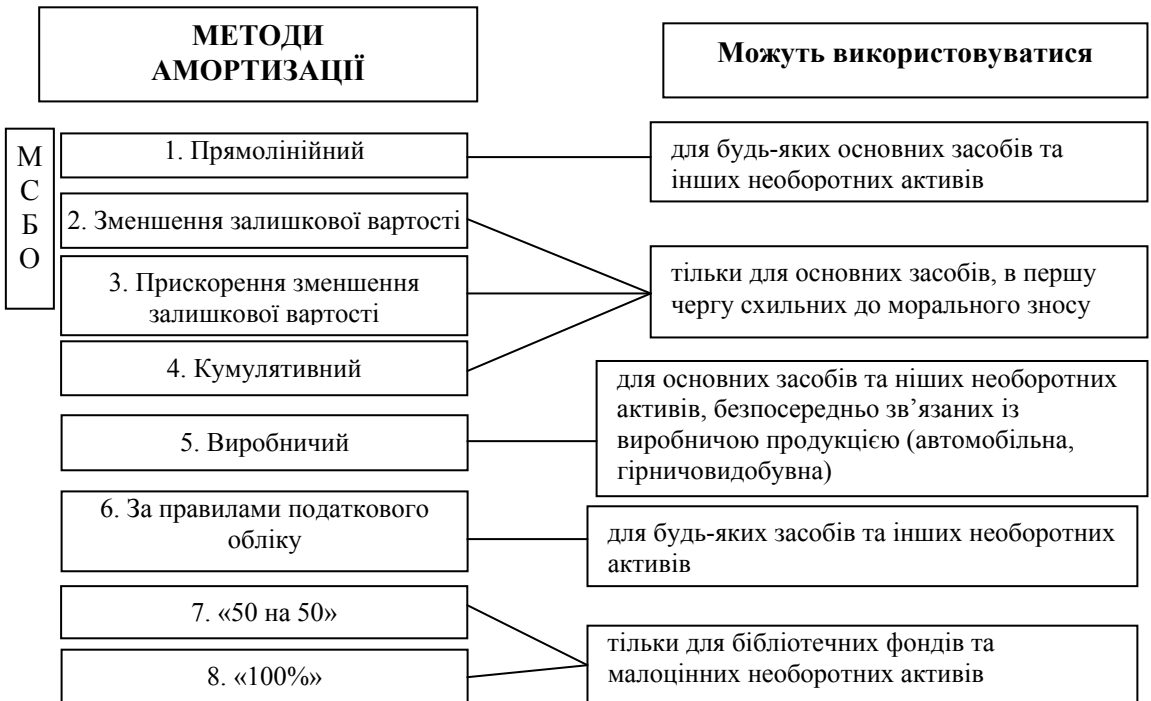 МЕТОДИ
АМОРТИЗАЦІЇ
Можуть використовуватися
М
С
Б
О
1. Прямолінійний
для будь-яких основних засобів та
інших необоротних активів
2. Зменшення залишкової вартості
3. Прискорення зменшення
залишкової вартості
4. Кумулятивний
тільки для основних засобів, в першу
чергу схильних до морального зносу
5. Виробничий
для основних засобів та ніших необоротних
активів, безпосередньо зв’язаних із
виробничою продукцією (автомобільна,
гірничовидобувна)
6. За правилами податкового
обліку
для будь-яких засобів та інших необоротних
активів
7. «50 на 50»
8. «100%»
тільки для бібліотечних фондів та
малоцінних необоротних активів